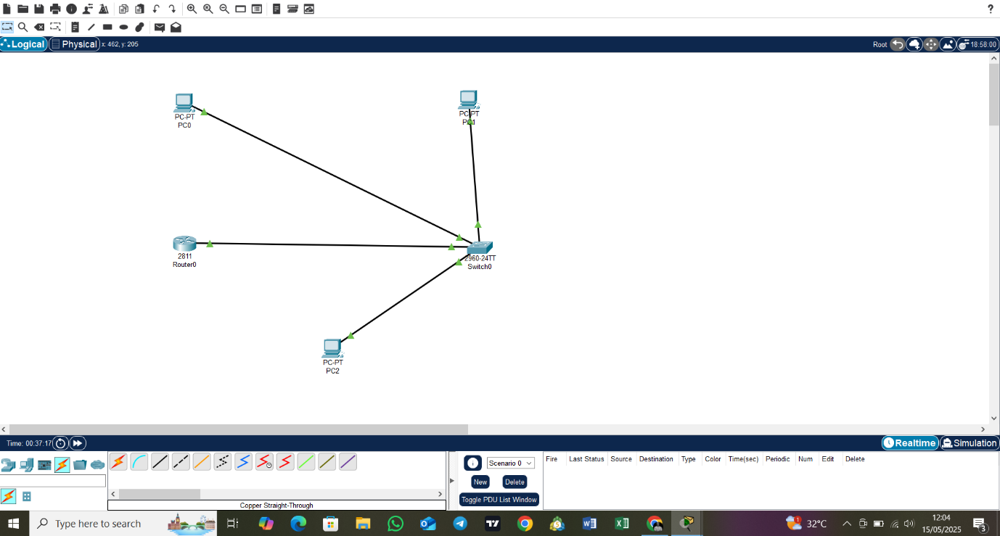 ?
Logical
Physical
x: 462, y: 205
Root
18:58:00
PC-PT
PC0
PC-PT
PC1
2811
Router0
2960-24TT
Switch0
PC-PT
PC2
Time: 00:37:17
Realtime
Simulation
Scenario 0
New
Delete
Toggle PDU List Window
Fire Last Status Source Destination Type Color Time(sec) Periodic Num Edit Delete
Copper Straight-Through
Type here to search
1
32°C
12:04
15/05/2025
3